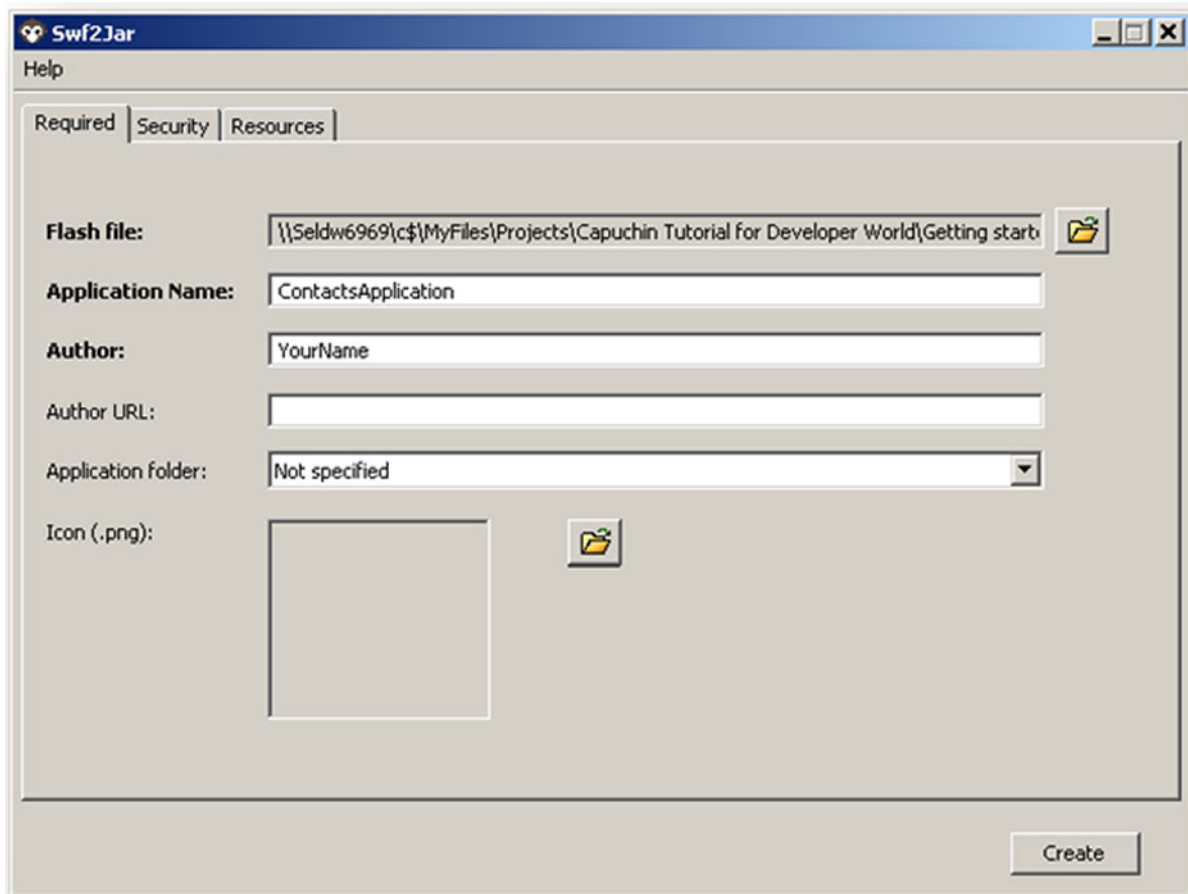 Swf2Jar
Help
Required Security Resources
Flash file: \\Seldw6969\c$\MyFiles\Projects\Capuchin Tutorial for Developer World\Getting
Application Name: ContactsApplication
Author: YourName
Author URL:
Application folder: Not specified
Icon (.png):
Create